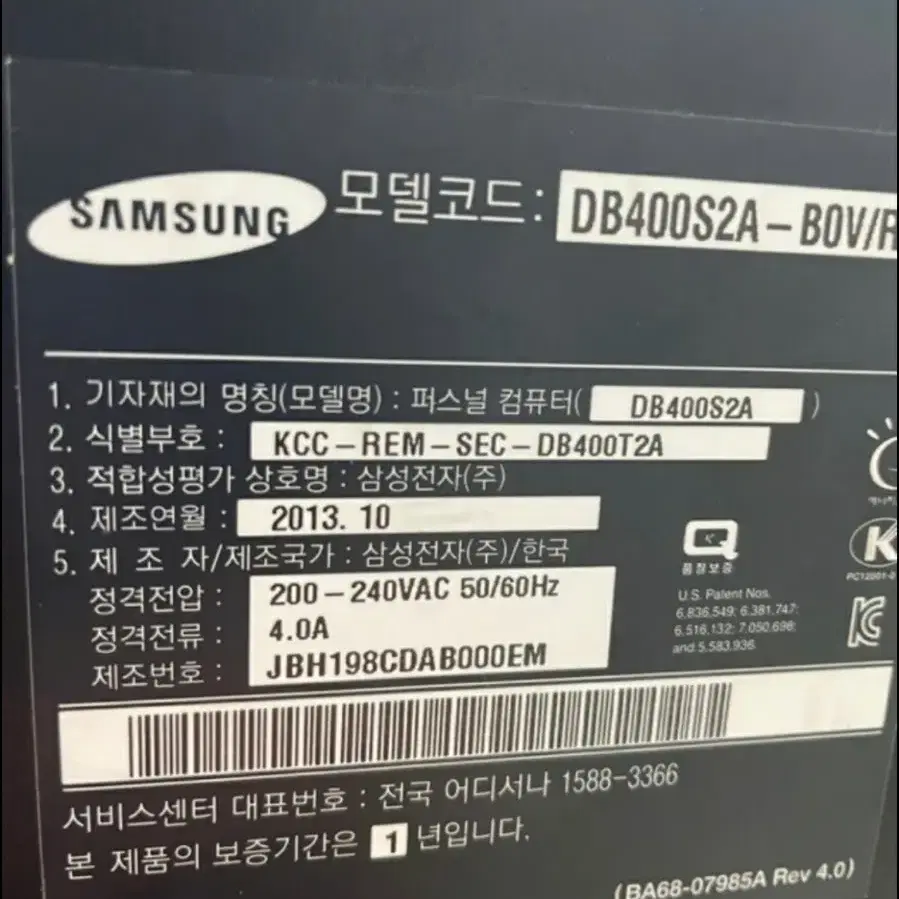 SAMSUNG 모델코드: DB400S2A-B0V/R
1. 기자재의 명칭(모델명) : 퍼스널 컴퓨터( DB400S2A )
2. 식별부호 : KCC-REM-SEC-DB400T2A
3. 적합성평가 상호명 : 삼성전자(주)
4. 제조연월 : 2013. 10
5. 제 조 자/제조국가 : 삼성전자(주)/한국
정격전압 : 200-240VAC 50/60Hz
정격전류 : 4.0A
제조번호 : JBH198CDAB000EM
품질보증
U.S. Patent Nos.
6,836,549; 6,381,747;
6,516,132; 7,050,698;
and 5,583,936.
서비스센터 대표번호 : 전국 어디서나 1588-3366
본 제품의 보증기간은 1 년입니다.
(BA68-07985A Rev 4.0)